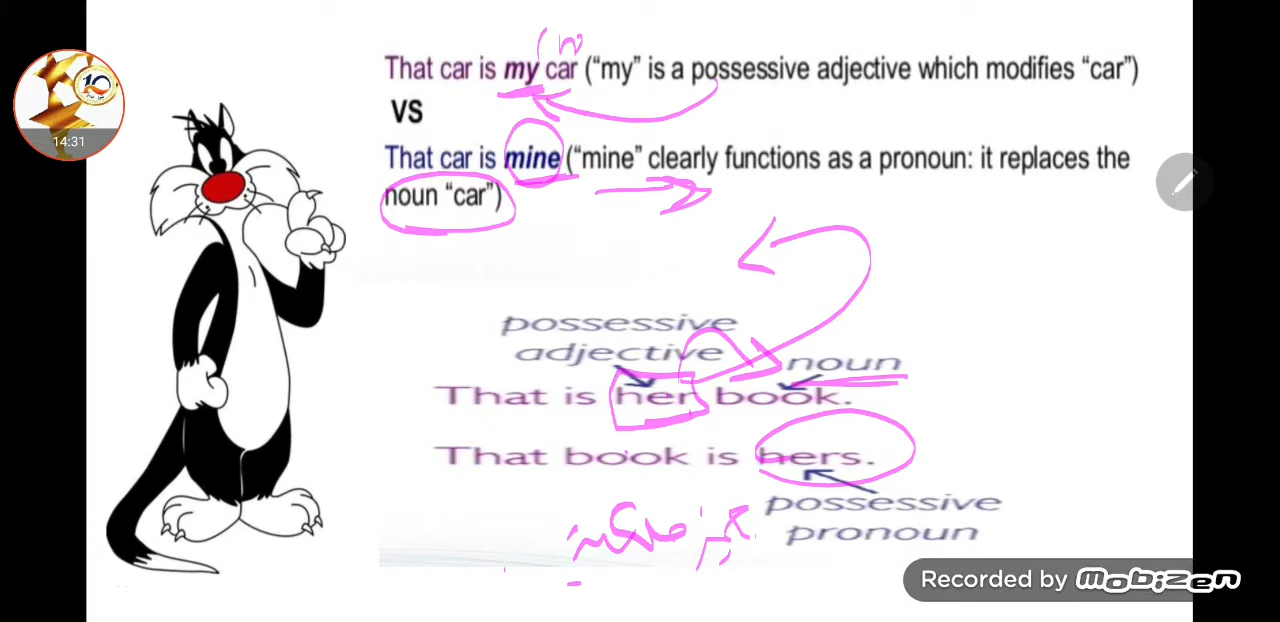 That car is my car ("my" is a possessive adjective which modifies "car")
VS
That car is mine ("mine" clearly functions as a pronoun: it replaces the
noun "car")
10
14:31
possessive
adjective
noun
That is her book.
That book is hers.
possessive
pronoun
Recorded by mobizen